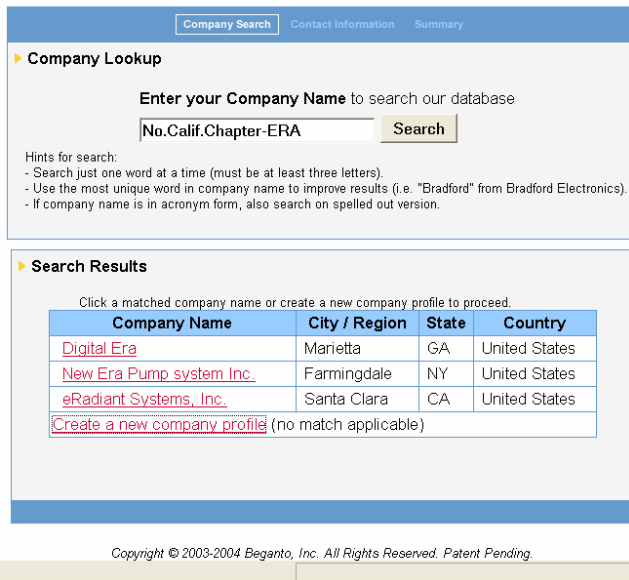 Company Search Contact Information Summary
Company Lookup
Enter your Company Name to search our database
No.Calif.Chapter-ERA Search
Hints for search:
- Search just one word at a time (must be at least three letters).
- Use the most unique word in company name to improve results (i.e. "Bradford" from Bradford Electronics).
- If company name is in acronym form, also search on spelled out version.
Search Results
Click a matched company name or create a new company profile to proceed.
Company Name City / Region State Country
Digital Era Marietta GA United States
New Era Pump system Inc. Farmingdale NY United States
eRadiant Systems, Inc. Santa Clara CA United States
Create a new company profile (no match applicable)
Copyright © 2003-2004 Beganto, Inc. All Rights Reserved. Patent Pending.